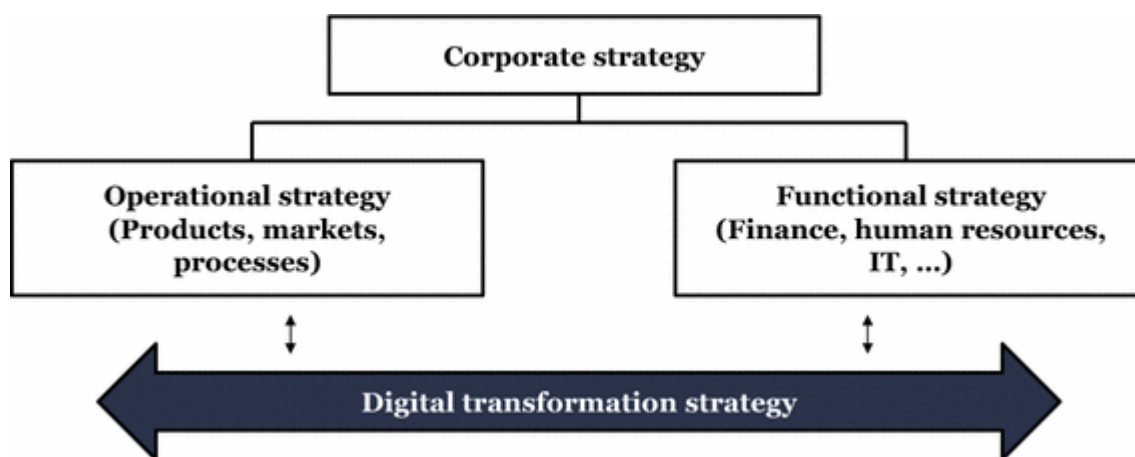 Corporate strategy
Operational strategy
(Products, markets,
processes)
Functional strategy
(Finance, human resources,
IT, ...)
Digital transformation strategy